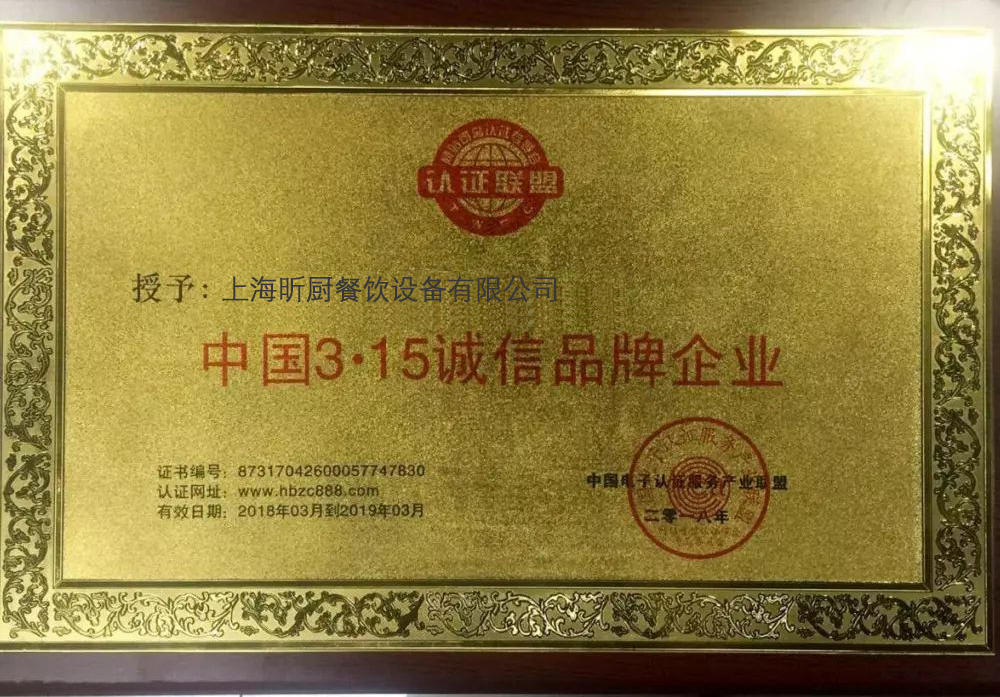 认证联盟
授予：上海昕厨餐饮设备有限公司
中国3·15诚信品牌企业
证书编号：87317042600057747830
认证网址：www.hbzc888.com
有效日期：2018年03月到2019年03月
中国电子认证服务产业联盟
二零一八年